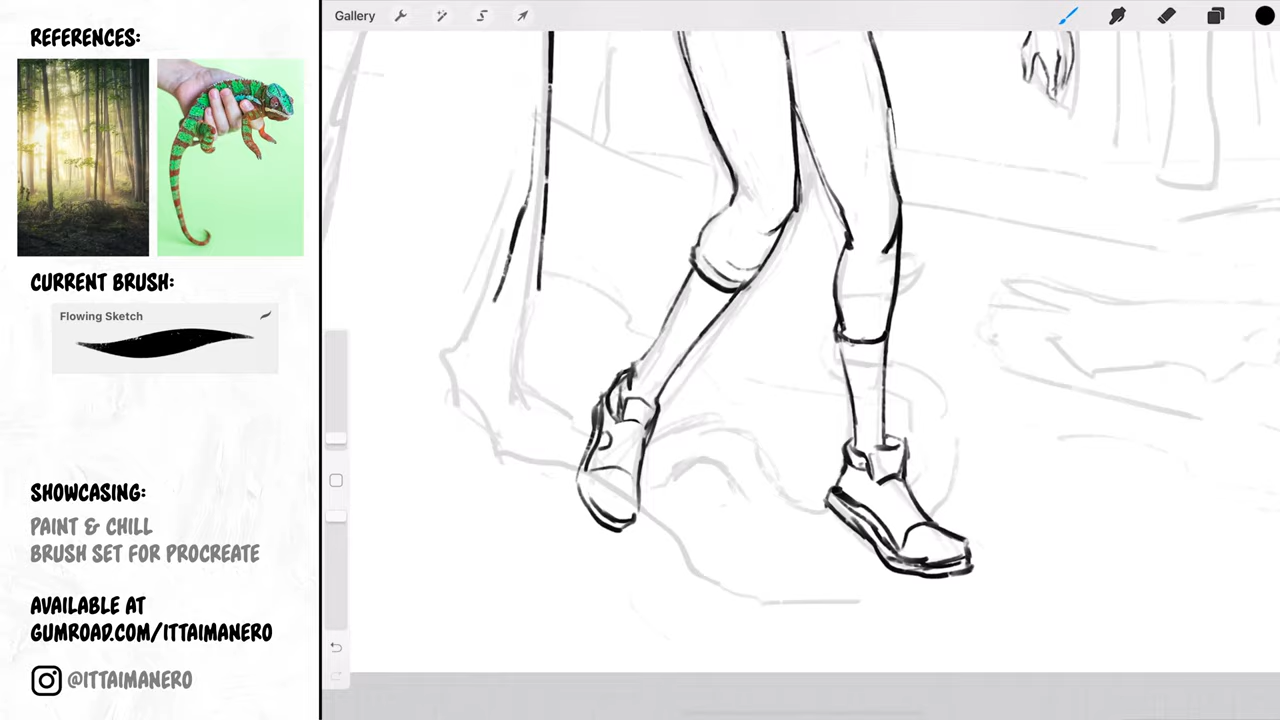 REFERENCES:
CURRENT BRUSH:
Flowing Sketch
SHOWCASING:
PAINT & CHILL
BRUSH SET FOR PROCREATE
AVAILABLE AT
GUMROAD.COM/ITTAIMANERO
@ITTAIMANERO
Gallery